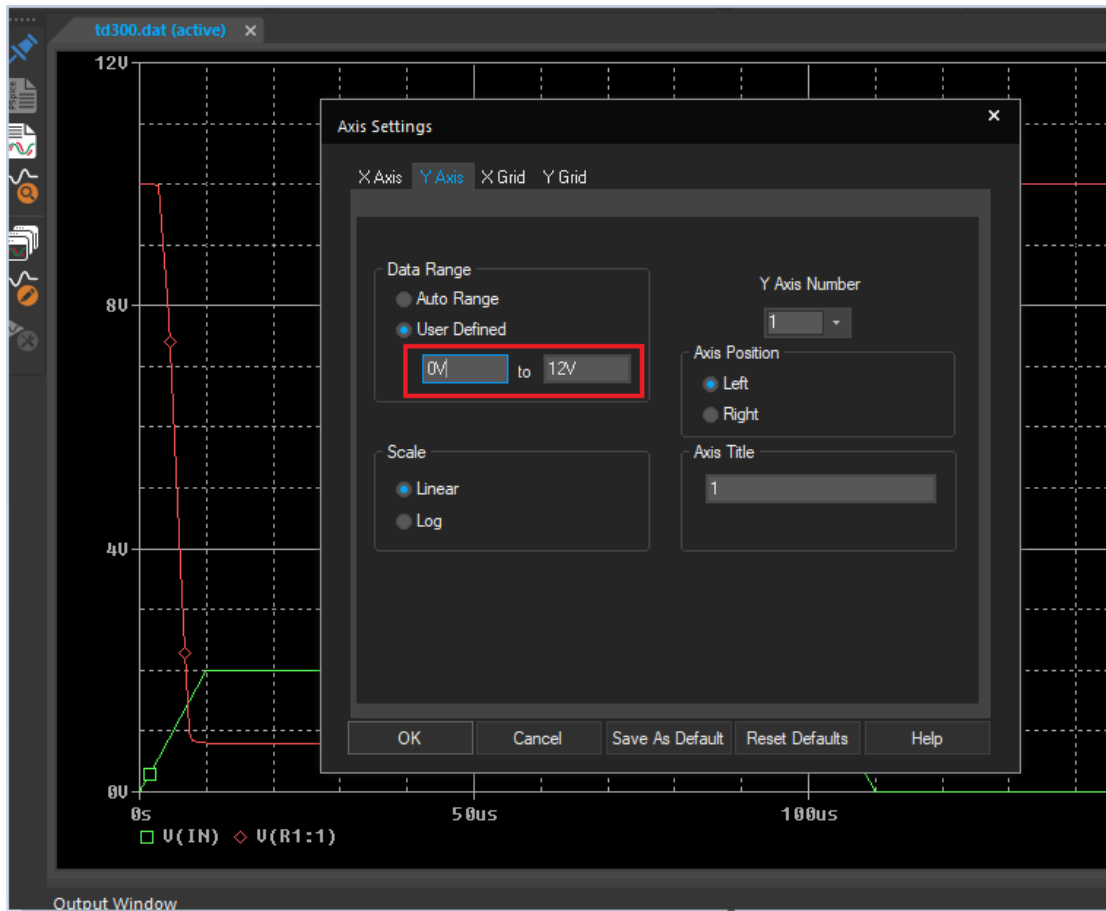 td300.dat (active) ×
PSpice
12V
8V
4V
0V
0s
50us
100us
V(IN) V(R1:1)
Axis Settings ×
X Axis Y Axis X Grid Y Grid
Data Range
Auto Range
User Defined
0V to 12V
Y Axis Number
1
Axis Position
Left
Right
Scale
Linear
Log
Axis Title
1
OK Cancel Save As Default Reset Defaults Help
Output Window